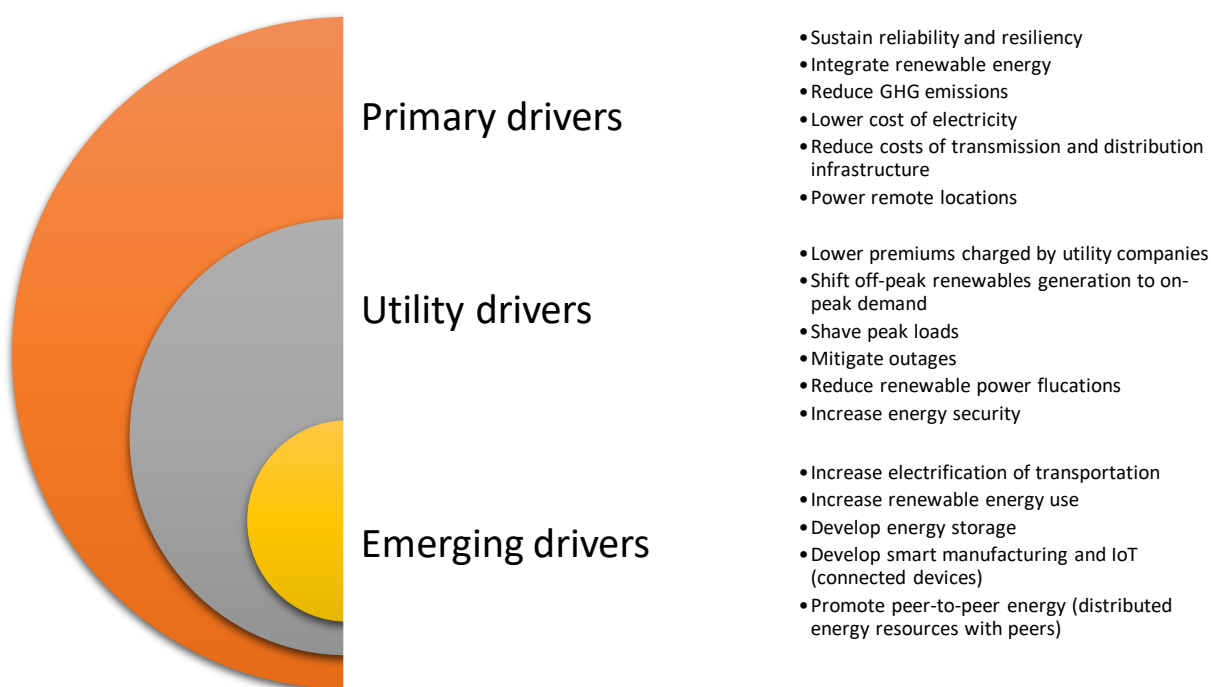 Primary drivers
• Sustain reliability and resiliency
• Integrate renewable energy
• Reduce GHG emissions
• Lower cost of electricity
• Reduce costs of transmission and distribution
infrastructure
• Power remote locations
Utility drivers
• Lower premiums charged by utility companies
• Shift off-peak renewables generation to on-
peak demand
• Shave peak loads
• Mitigate outages
• Reduce renewable power flucations
• Increase energy security
Emerging drivers
• Increase electrification of transportation
• Increase renewable energy use
• Develop energy storage
• Develop smart manufacturing and IoT
(connected devices)
• Promote peer-to-peer energy (distributed
energy resources with peers)